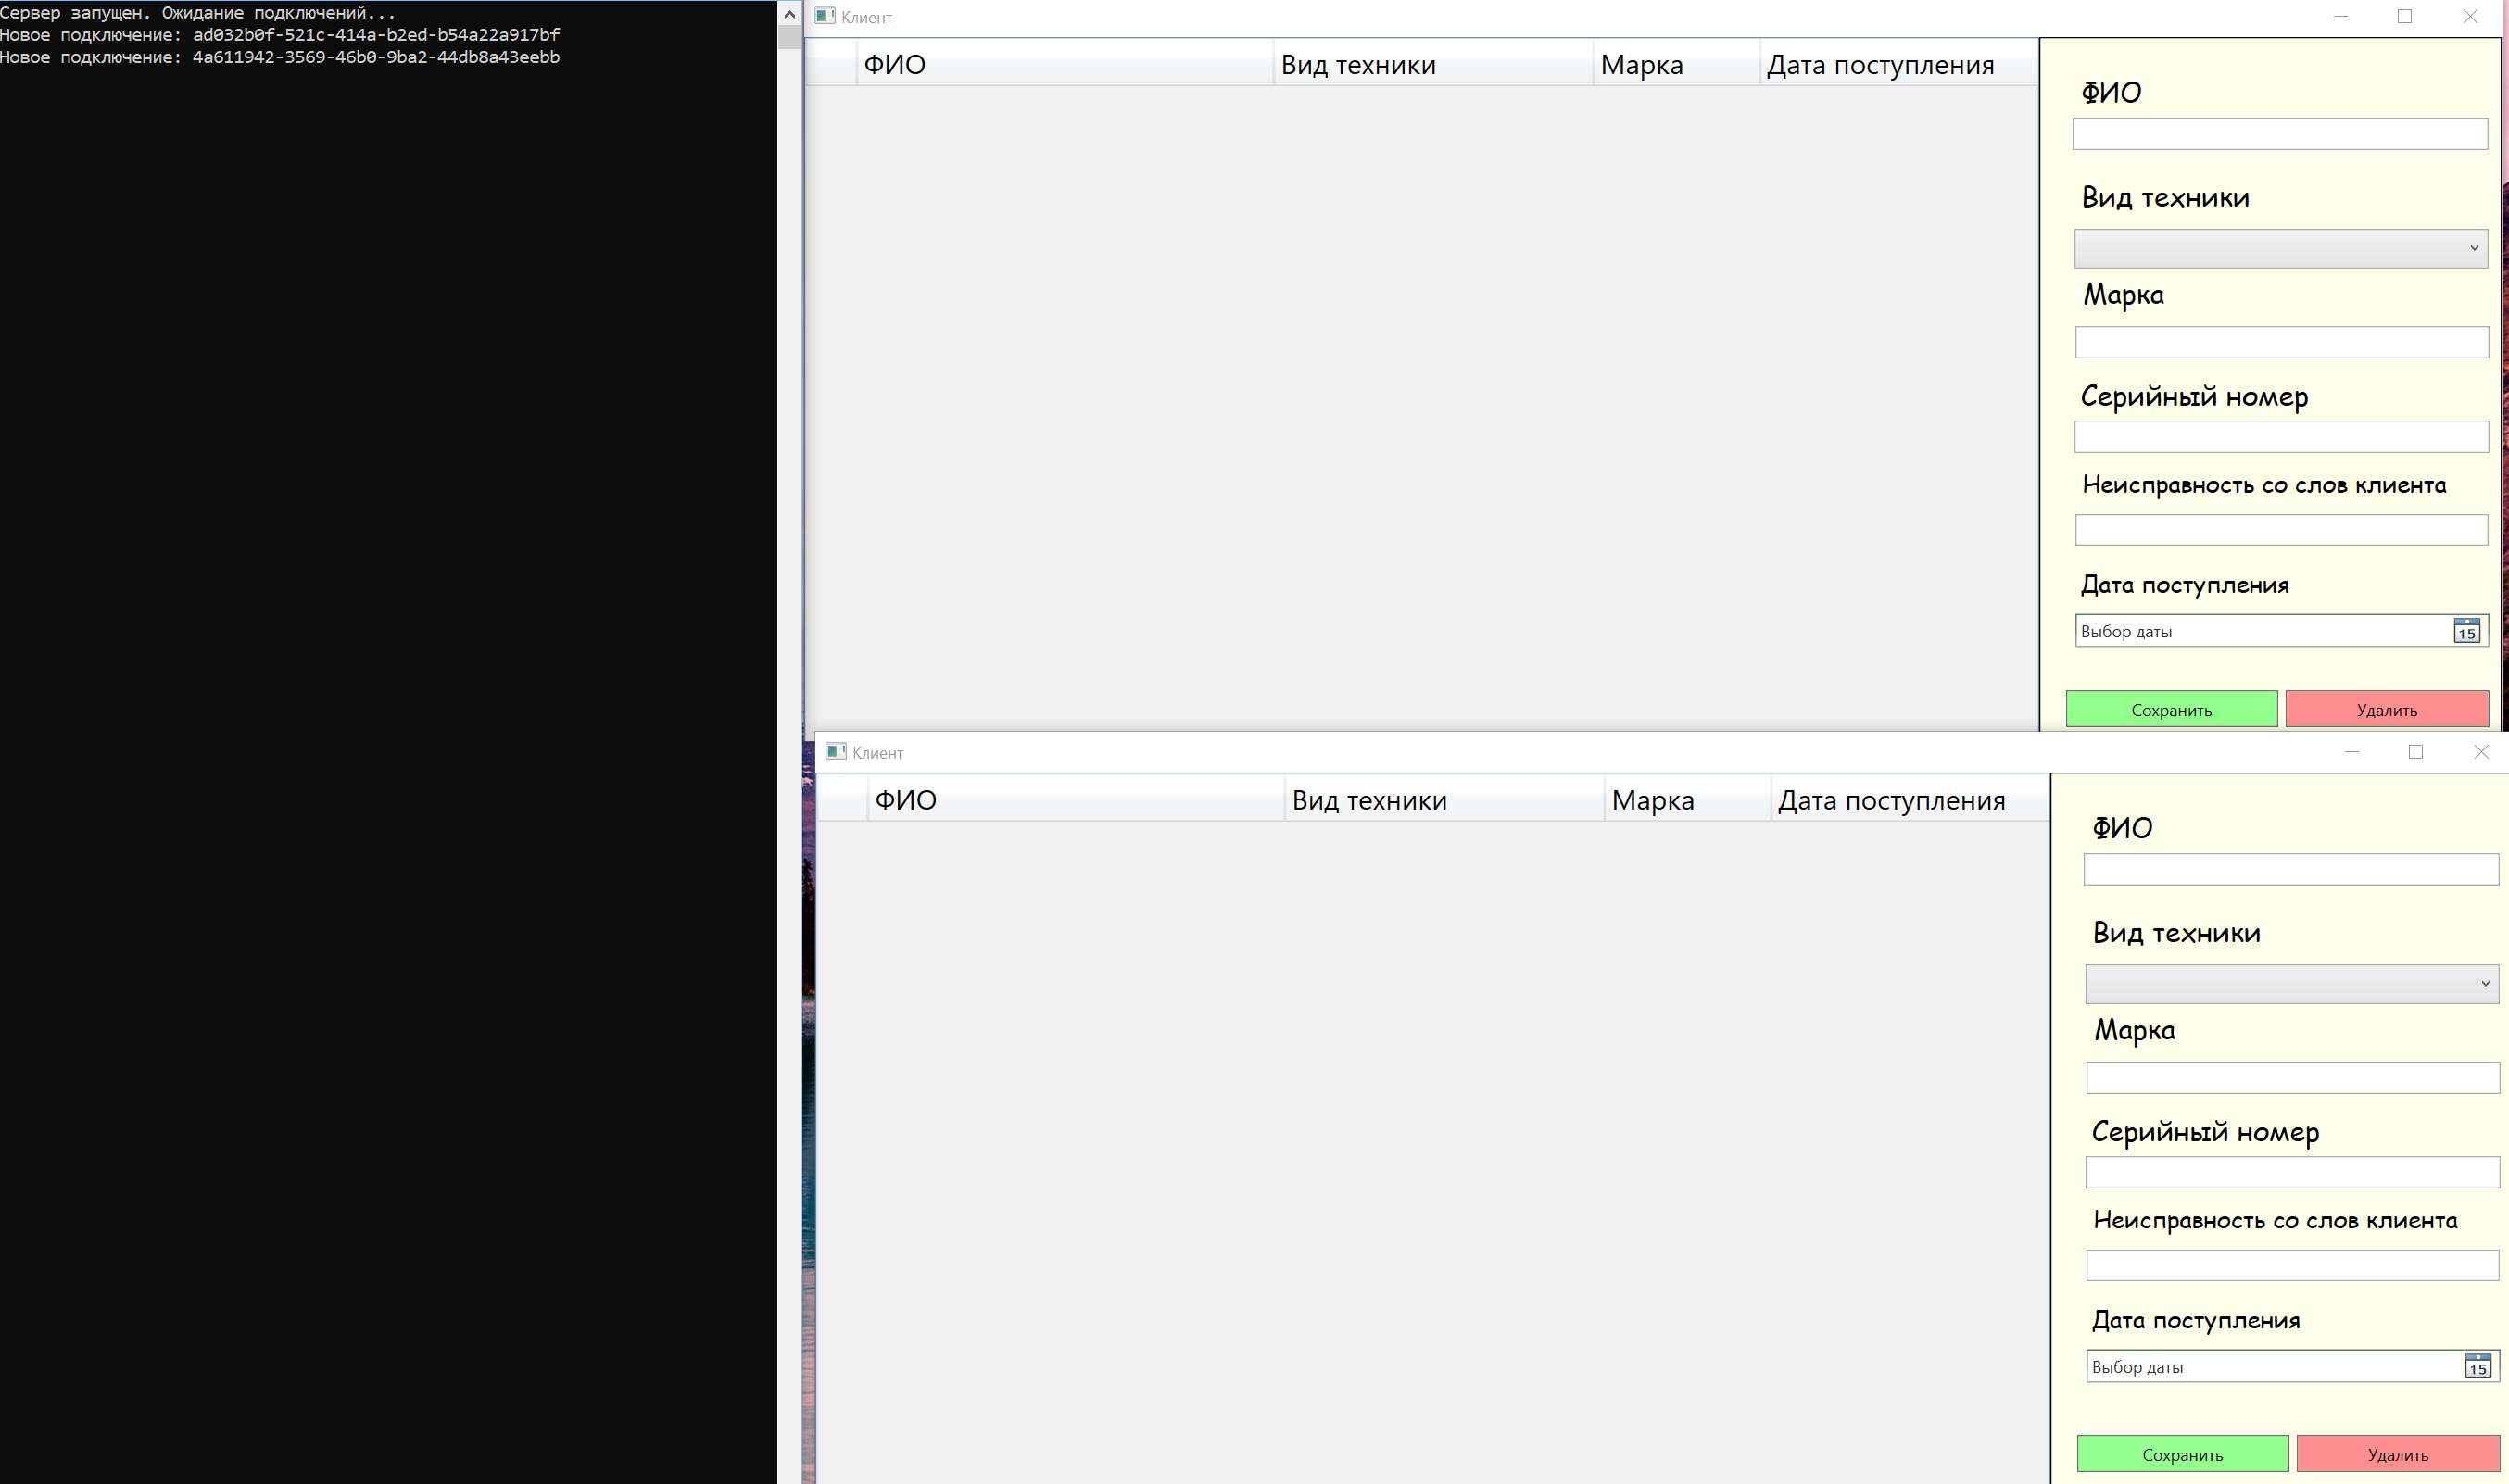 Сервер запущен. Ожидание подключений...
Новое подключение: ad032b0f-521c-414a-b2ed-b54a22a917bf
Новое подключение: 4a611942-3569-46b0-9ba2-44db8a43eebb
Клиент
ФИО Вид техники Марка Дата поступления
ФИО
Вид техники
Марка
Серийный номер
Неисправность со слов клиента
Дата поступления
Выбор даты 15
Сохранить Удалить
Клиент
ФИО Вид техники Марка Дата поступления
ФИО
Вид техники
Марка
Серийный номер
Неисправность со слов клиента
Дата поступления
Выбор даты 15
Сохранить Удалить